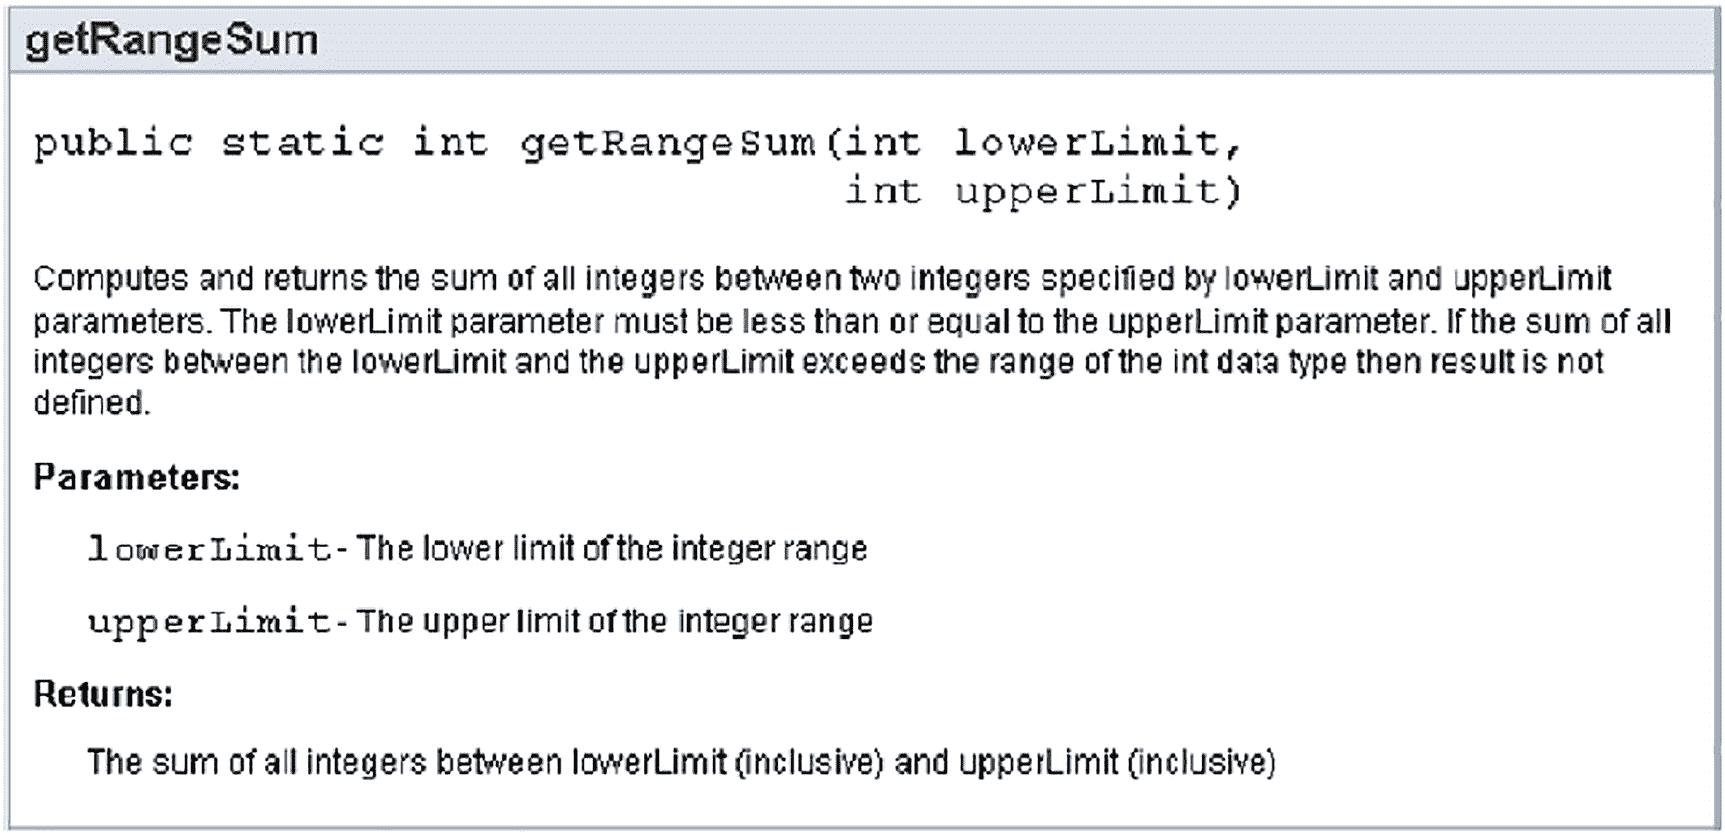 getRangeSum
public static int getRangeSum(int lowerLimit,
int upperLimit)
Computes and returns the sum of all integers between two integers specified by lowerLimit and upperLimit
parameters. The lowerLimit parameter must be less than or equal to the upperLimit parameter. If the sum of all
integers between the lowerLimit and the upperLimit exceeds the range of the int data type then result is not
defined.
Parameters:
lowerLimit - The lower limit of the integer range
upperLimit - The upper limit of the integer range
Returns:
The sum of all integers between lowerLimit (inclusive) and upperLimit (inclusive)